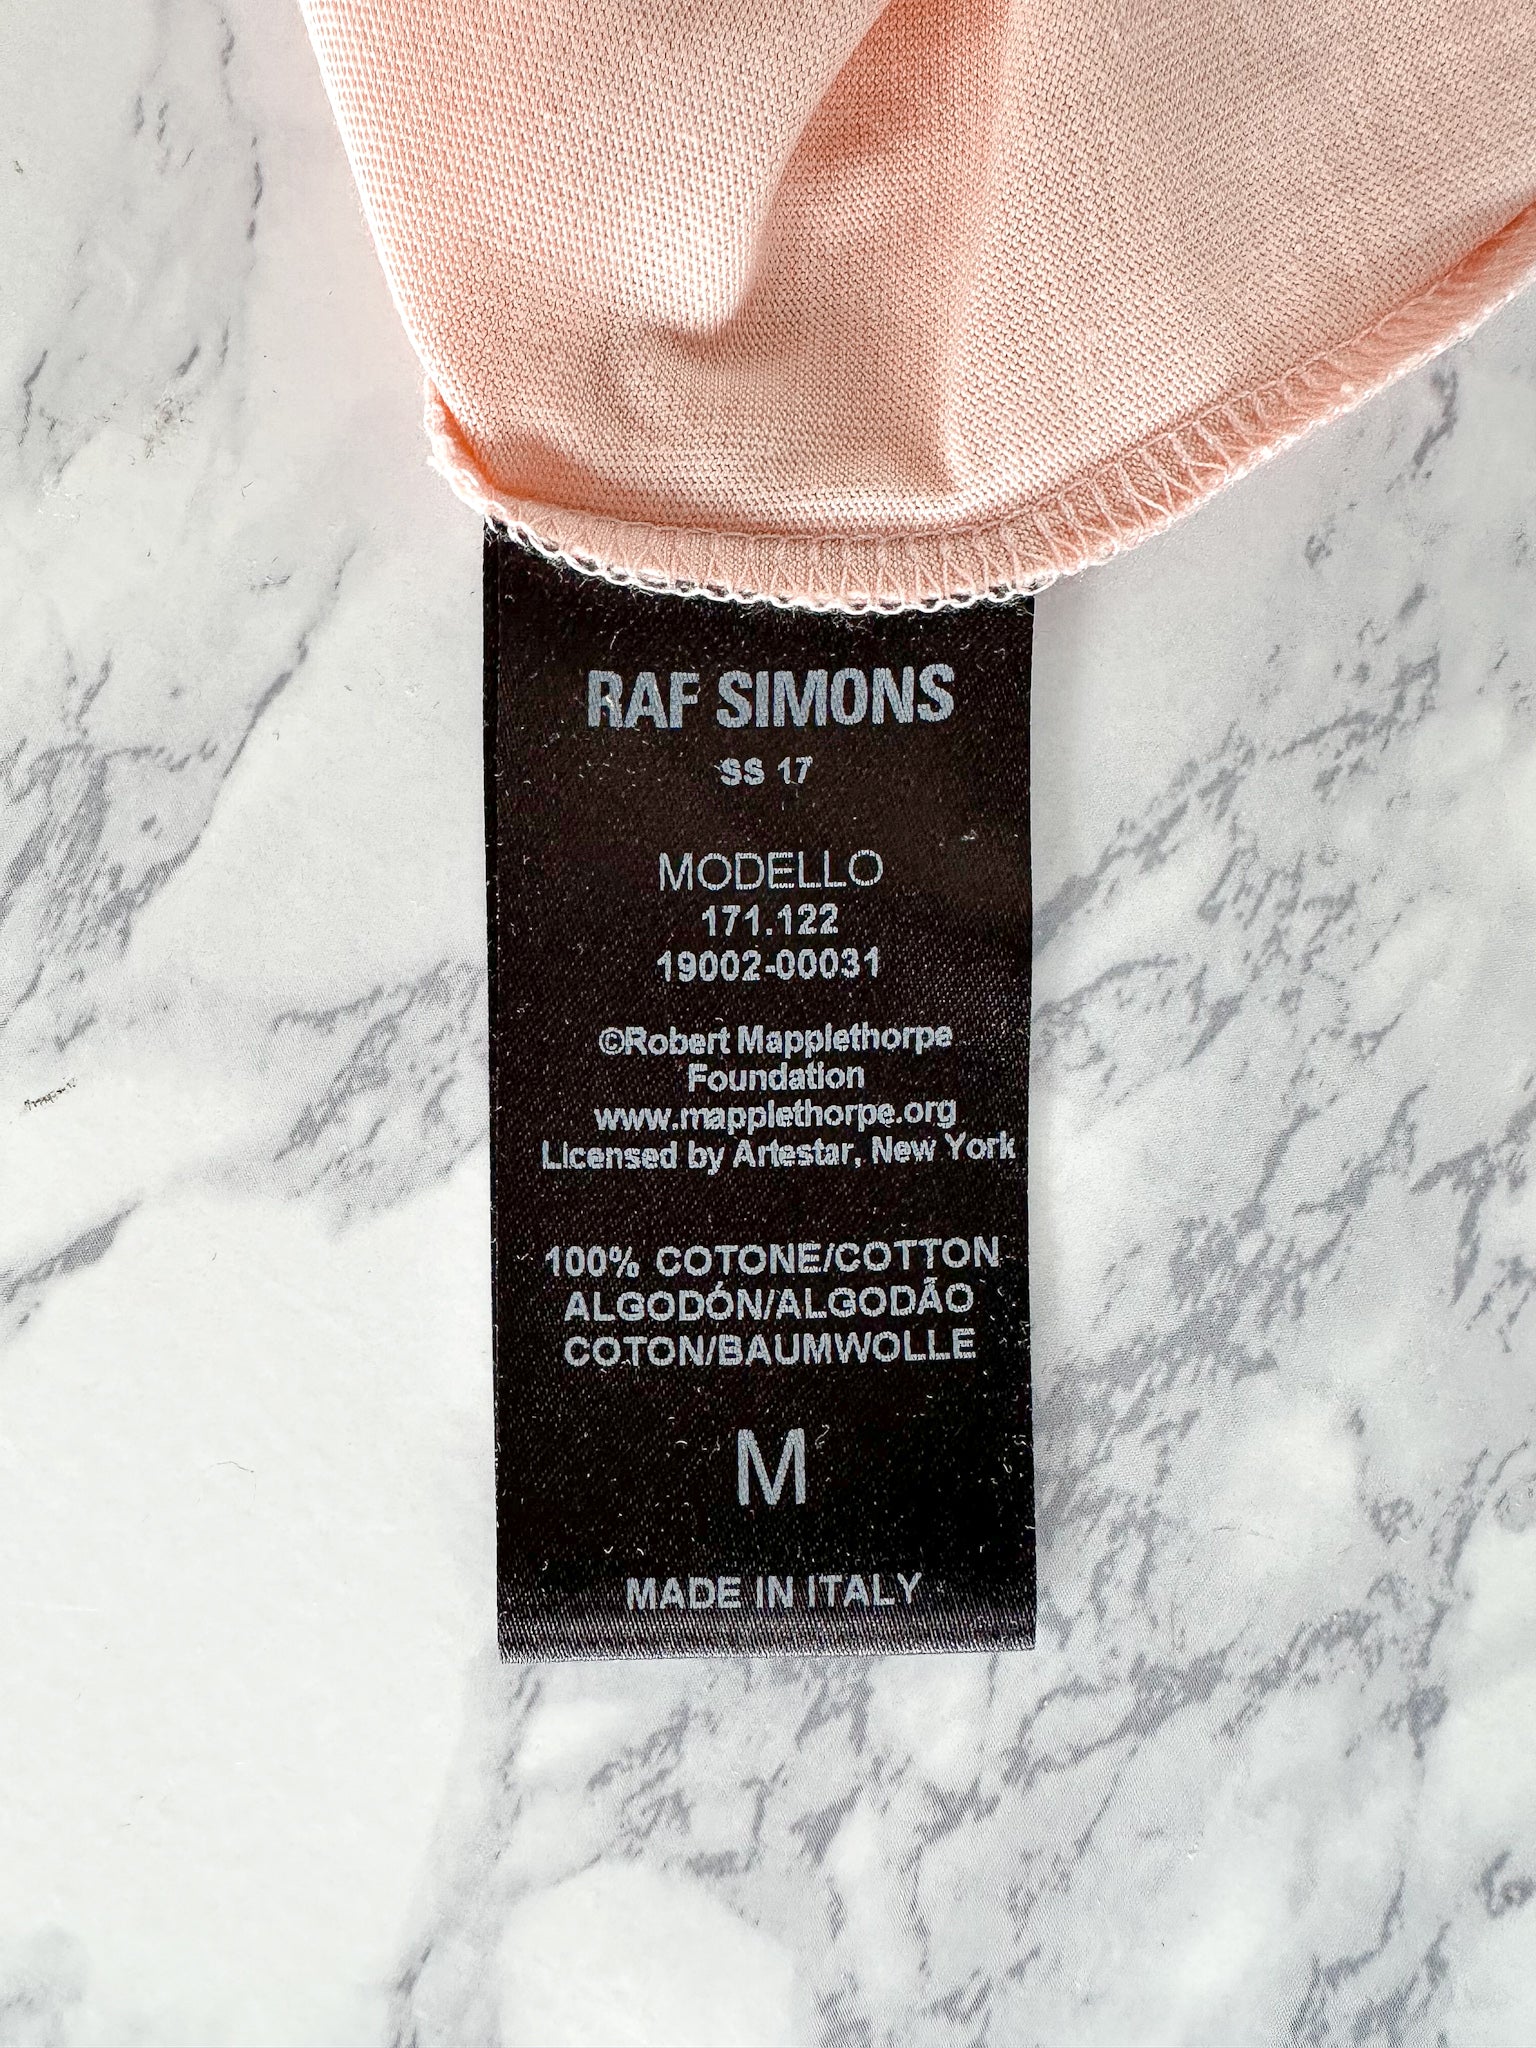 RAF SIMONS
SS 17
MODELLO
171.122
19002-00031
©Robert Mapplethorpe
Foundation
www.mapplethorpe.org
Licensed by Artestar, New York
100% COTONE/COTTON
ALGODÓN/ALGODÃO
COTON/BAUMWOLLE
M
MADE IN ITALY